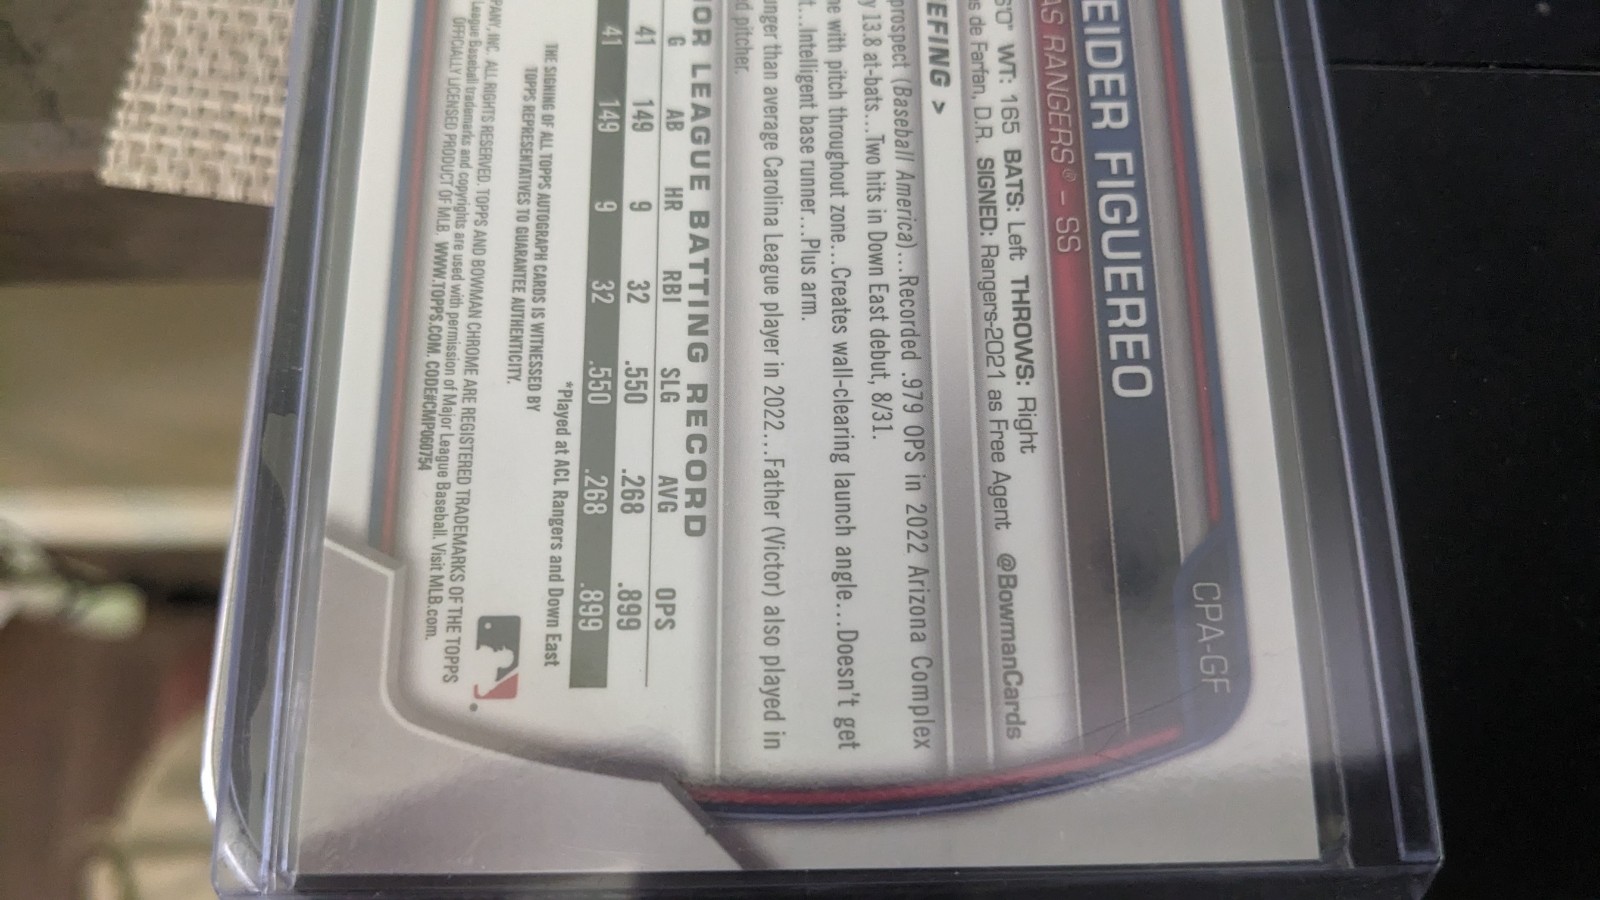 CPA-GF
EIDER FIGUEREO
AS RANGERS® - SS
WT: 165 BATS: Left THROWS: Right
s de Farfan, D.R. SIGNED: Rangers-2021 as Free Agent @BowmanCards
EFING >
prospect (Baseball America)...Recorded .979 OPS in 2022 Arizona Complex
y 13.8 at-bats...Two hits in Down East debut, 8/31.
e with pitch throughout zone...Creates wall-clearing launch angle...Doesn't get
t...Intelligent base runner...Plus arm.
unger than average Carolina League player in 2022...Father (Victor) also played in
d pitcher.
OR LEAGUE BATTING RECORD
G AB HR RBI SLG AVG OPS
41 149 9 32 .550 .268 .899
41 149 9 32 .550 .268 .899
*Played at ACL Rangers and Down East
THE SIGNING OF ALL TOPPS AUTOGRAPH CARDS IS WITNESSED BY
TOPPS REPRESENTATIVES TO GUARANTEE AUTHENTICITY.
PANY, INC. ALL RIGHTS RESERVED. TOPPS AND BOWMAN CHROME ARE REGISTERED TRADEMARKS OF THE TOPPS
League Baseball trademarks and copyrights are used with permission of Major League Baseball. Visit MLB.com.
OFFICIALLY LICENSED PRODUCT OF MLB. WWW.TOPPS.COM. CODE#CMP060754